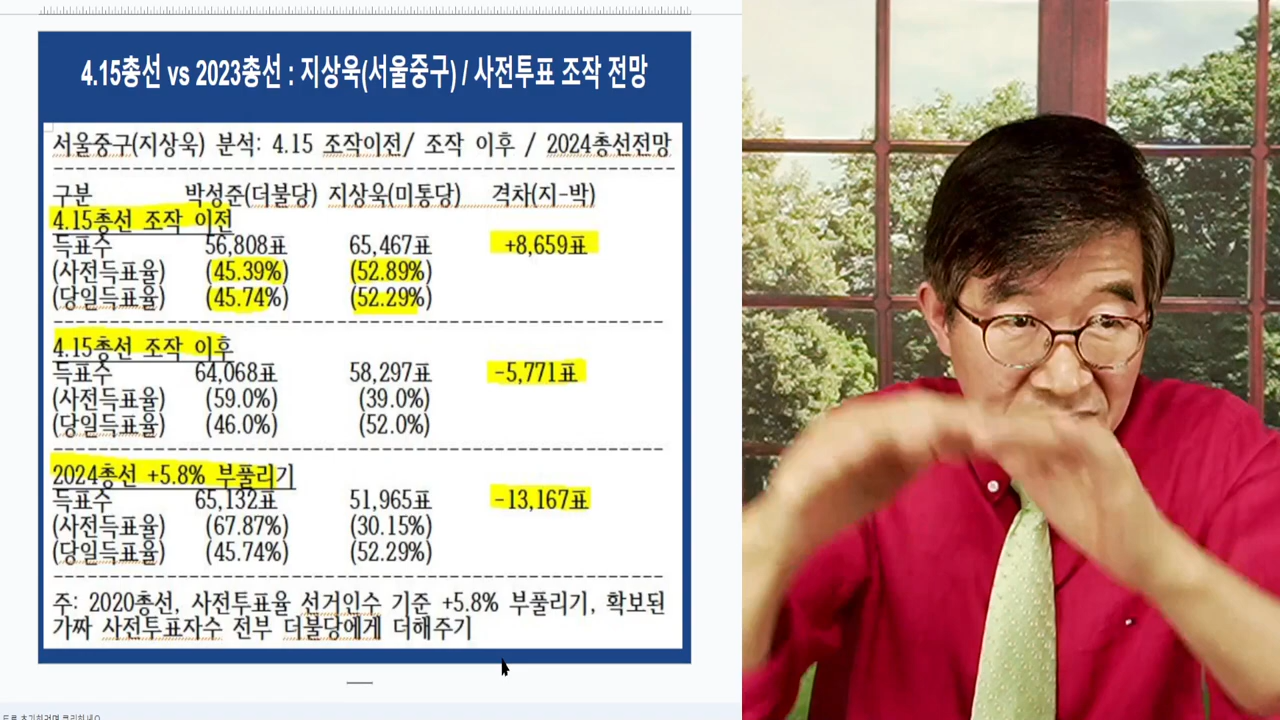 4.15총선 vs 2023총선 : 지상욱(서울중구) / 사전투표 조작 전망
서울중구(지상욱) 분석: 4.15 조작이전/ 조작 이후 / 2024총선전망
구분 박성준(더불당) 지상욱(미통당) 격차(지-박)
4.15총선 조작 이전
득표수 56,808표 65,467표 +8,659표
(사전득표율) (45.39%) (52.89%)
(당일득표율) (45.74%) (52.29%)
4.15총선 조작 이후
득표수 64,068표 58,297표 -5,771표
(사전득표율) (59.0%) (39.0%)
(당일득표율) (46.0%) (52.0%)
2024총선 +5.8% 부풀리기
득표수 65,132표 51,965표 -13,167표
(사전득표율) (67.87%) (30.15%)
(당일득표율) (45.74%) (52.29%)
주: 2020총선, 사전투표율 선거인수 기준 +5.8% 부풀리기, 확보된
가짜 사전투표자수 전부 더불당에게 더해주기